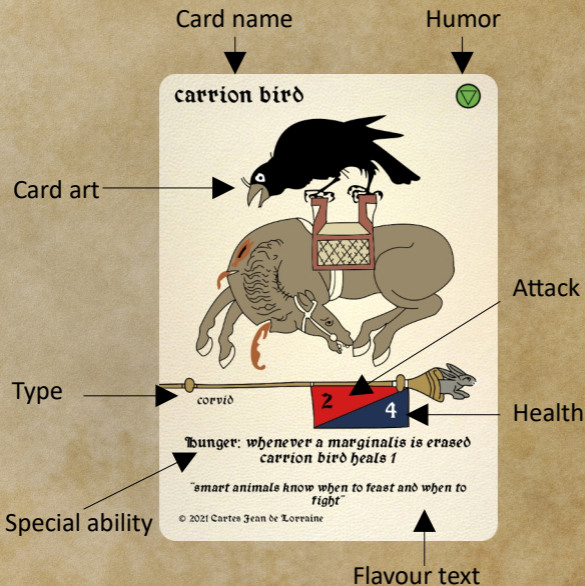 Card name
Humor
carrion bird
Card art
Attack
Type
corvid
2
4
Health
Hunger: whenever a marginalis is erased
carrion bird heals 1
"smart animals know when to feast and when to
fight"
Special ability
© 2021 Cartes Jean de Lorraine
Flavour text